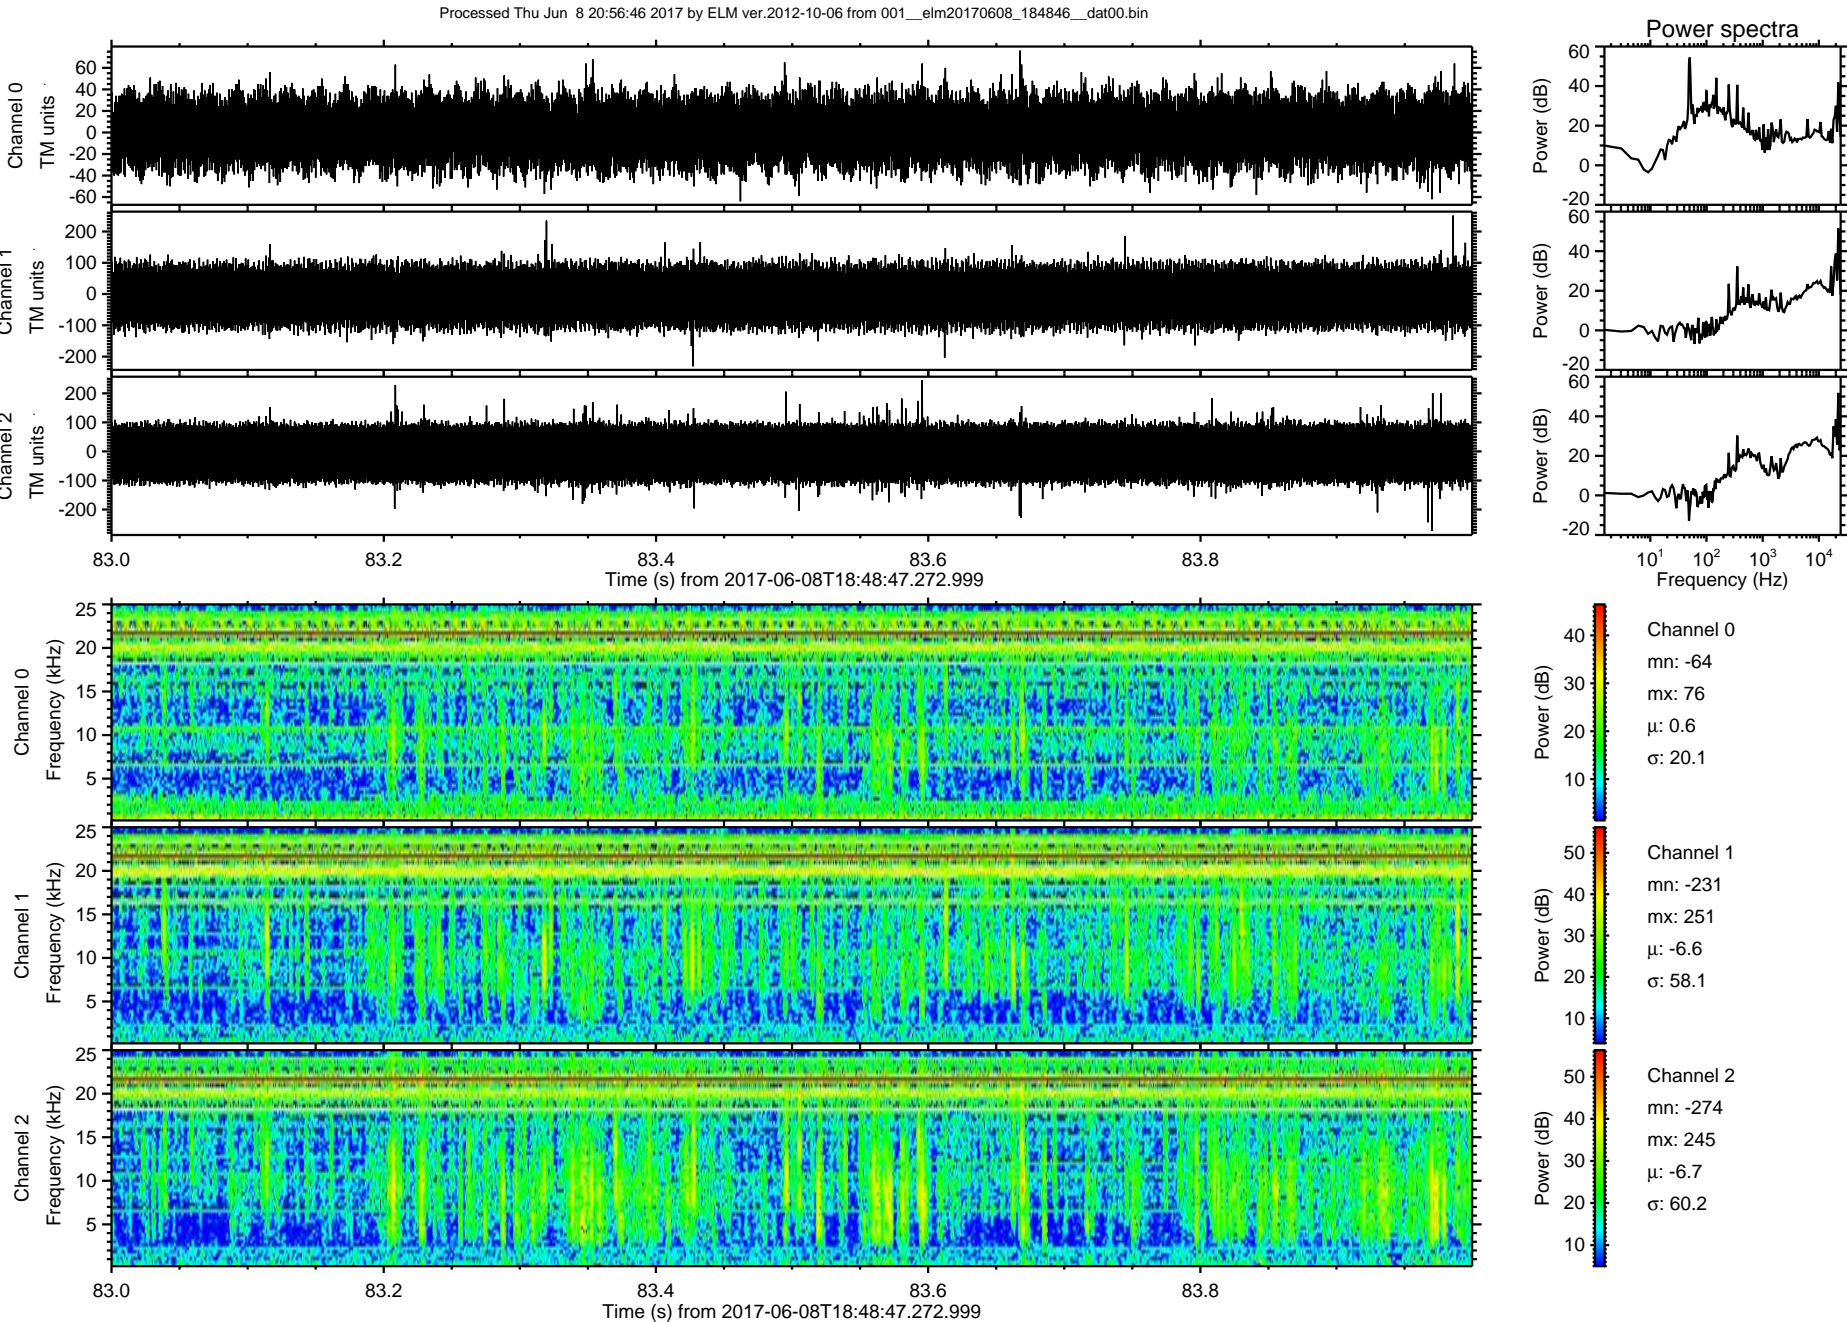 Processed Thu Jun  8 20:56:46 2017 by ELM ver.2012-10-06 from 001__elm20170608_184846__dat00.bin
Power spectra
Channel 0
TM units
60
40
20
0
-20
-40
-60
Power (dB)
60
40
20
0
-20
Channel 1
TM units
200
100
0
-100
-200
Power (dB)
60
40
20
0
-20
Channel 2
TM units
200
100
0
-100
-200
Power (dB)
60
40
20
0
-20
83.0 83.2 83.4 83.6 83.8
Time (s) from 2017-06-08T18:48:47.272.999
10^1 10^2 10^3 10^4
Frequency (Hz)
Channel 0
Frequency (kHz)
25
20
15
10
5
Power (dB)
40
30
20
10
Channel 0
mn: -64
mx: 76
μ: 0.6
σ: 20.1
Channel 1
Frequency (kHz)
25
20
15
10
5
Power (dB)
50
40
30
20
10
Channel 1
mn: -231
mx: 251
μ: -6.6
σ: 58.1
Channel 2
Frequency (kHz)
25
20
15
10
5
Power (dB)
50
40
30
20
10
Channel 2
mn: -274
mx: 245
μ: -6.7
σ: 60.2
83.0 83.2 83.4 83.6 83.8
Time (s) from 2017-06-08T18:48:47.272.999